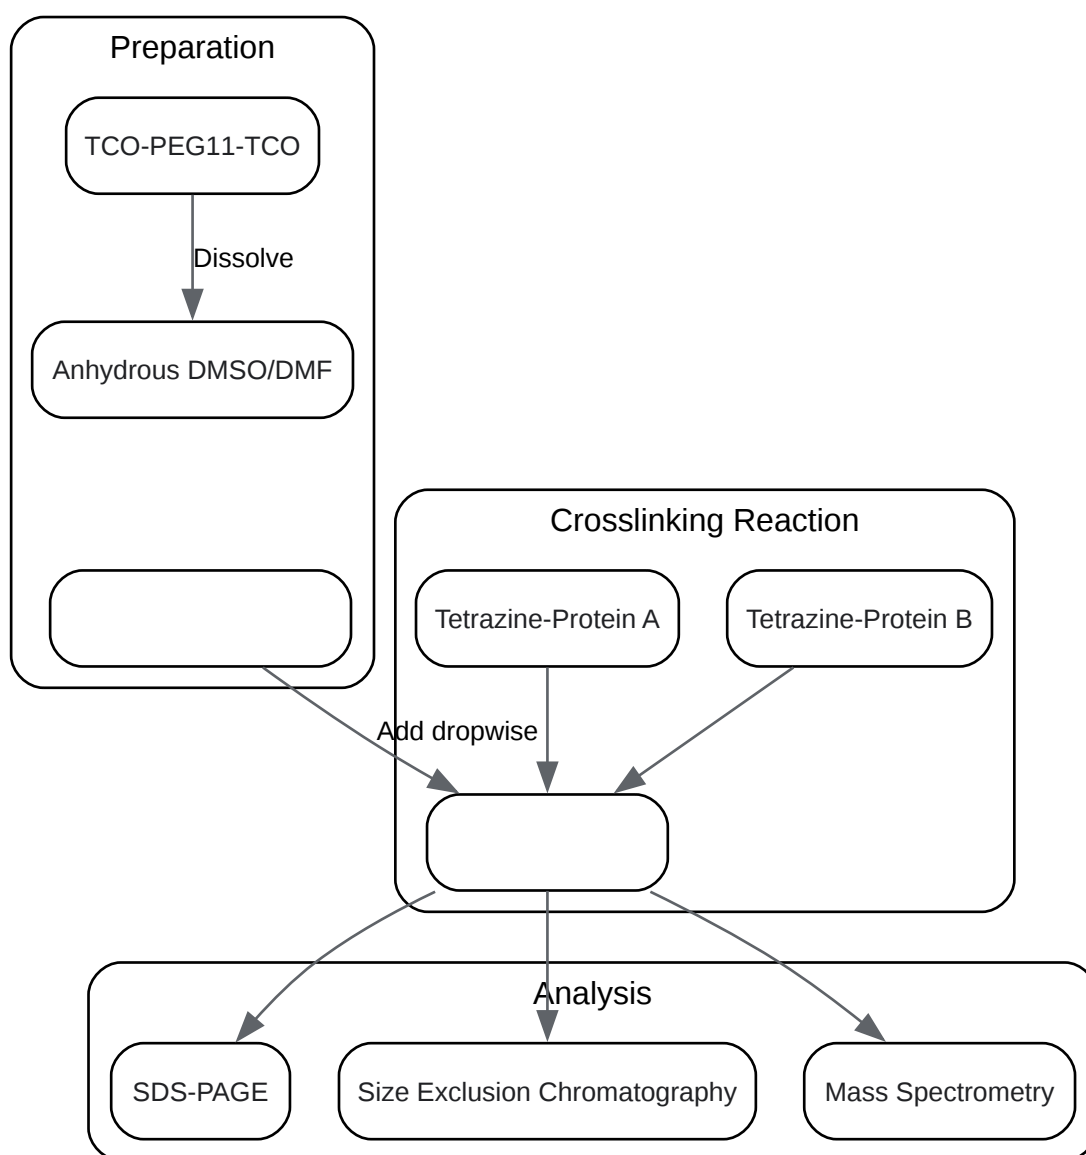 Preparation
TCO-PEG11-TCO
Dissolve
Anhydrous DMSO/DMF
Crosslinking Reaction
Tetrazine-Protein A
Tetrazine-Protein B
Add dropwise
Analysis
SDS-PAGE
Size Exclusion Chromatography
Mass Spectrometry